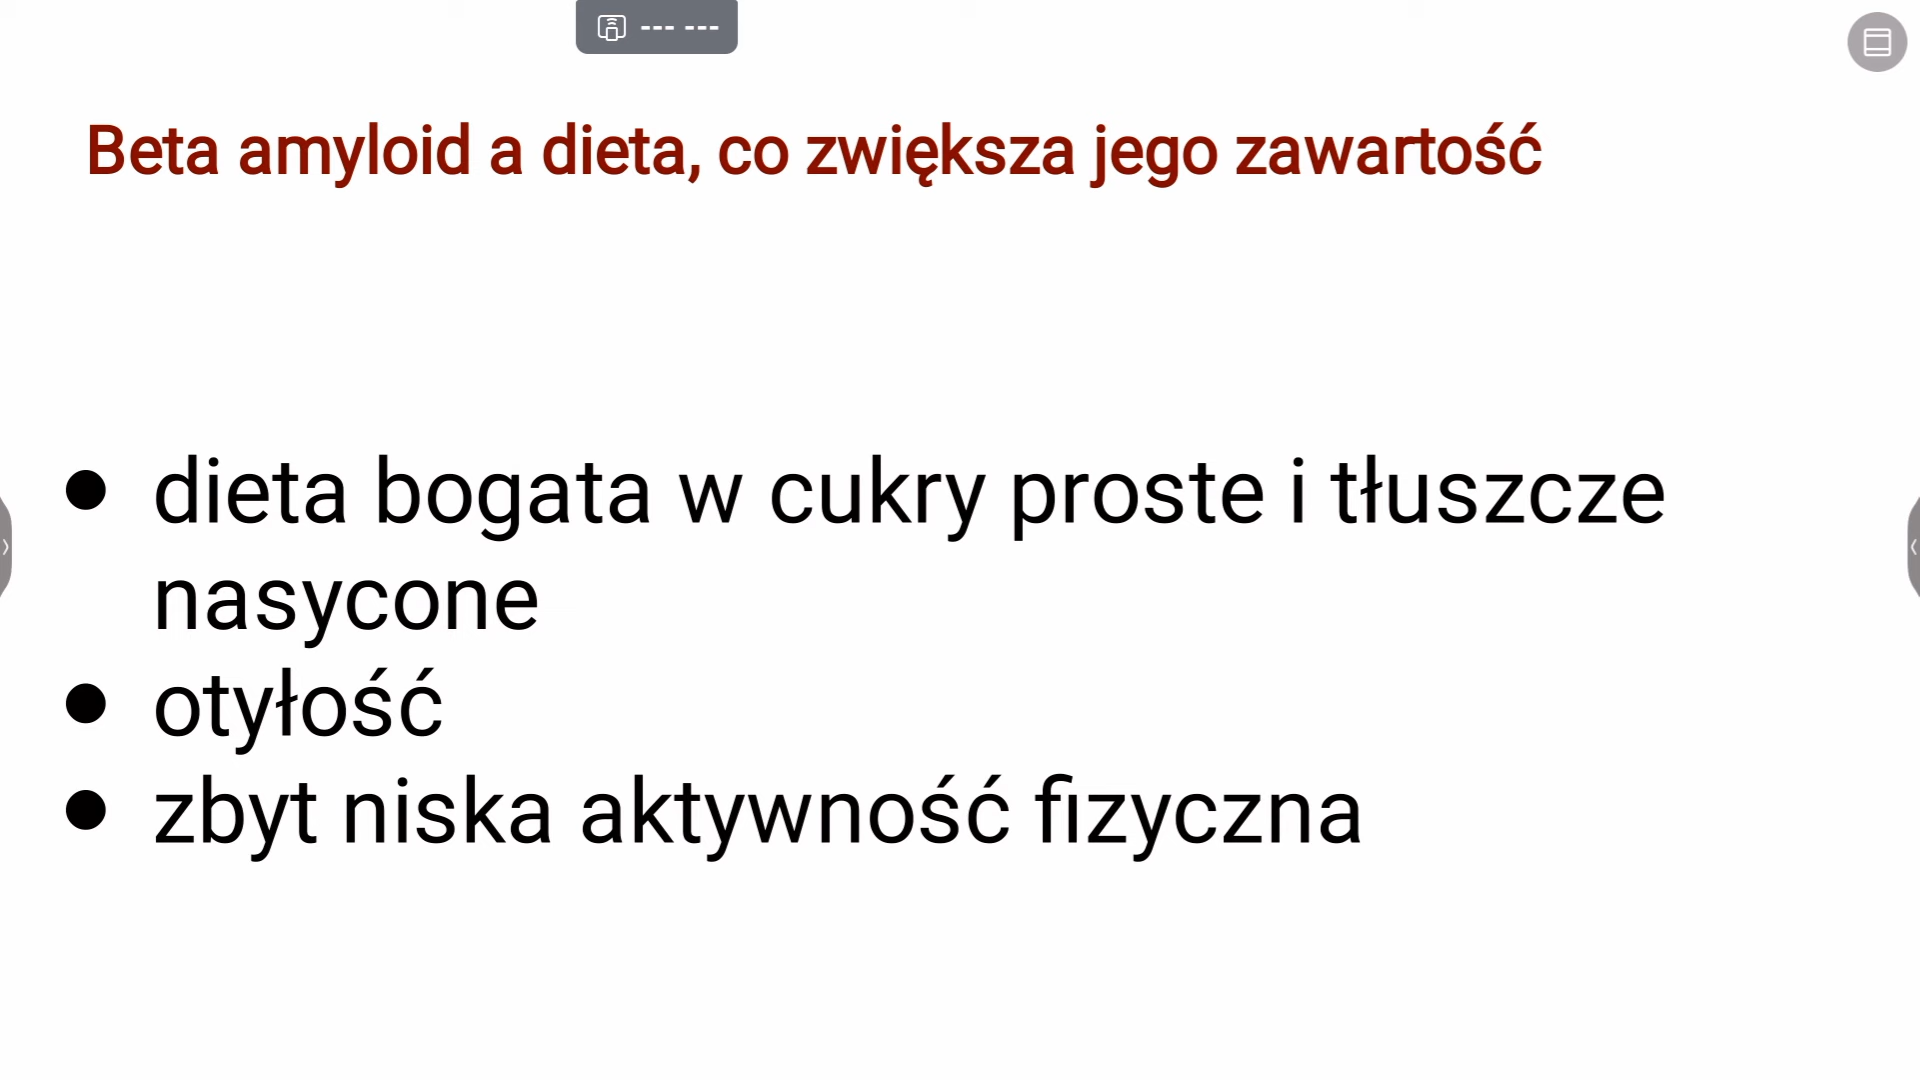 --- ---
Beta amyloid a dieta, co zwiększa jego zawartość
● dieta bogata w cukry proste i tłuszcze
nasycone
● otyłość
● zbyt niska aktywność fizyczna